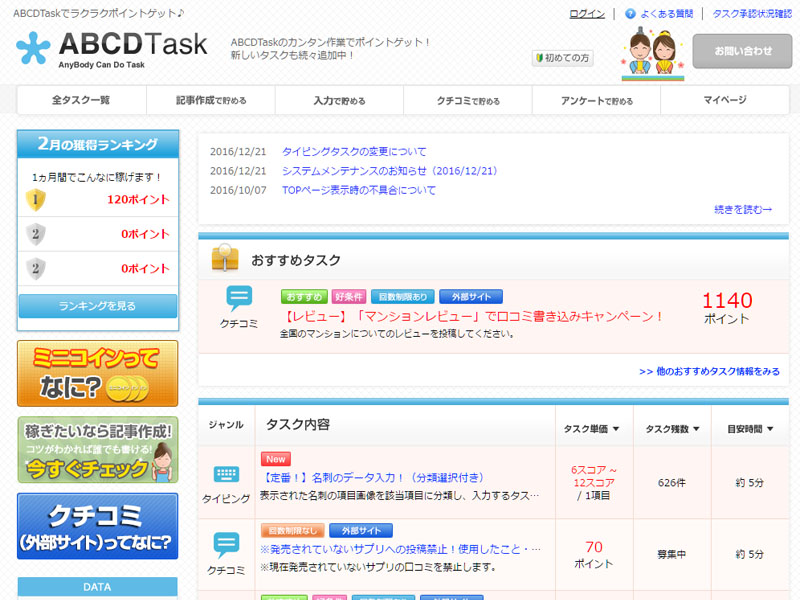 ABCDTaskでラクラクポイントゲット♪
ログイン | ? よくある質問 | タスク承認状況確認
ABCDTask
AnyBody Can Do Task
ABCDTaskのカンタン作業でポイントゲット！
新しいタスクも続々追加中！
初めての方
お問い合わせ
全タスク一覧 記事作成で貯める 入力で貯める クチコミで貯める アンケートで貯める マイページ
2月の獲得ランキング
1ヵ月間でこんなに稼げます！
1 120ポイント
2 0ポイント
2 0ポイント
ランキングを見る
ミニコインって
なに?
稼ぎたいなら記事作成!
コツがわかれば誰でも書ける!
今すぐチェック
クチコミ
(外部サイト)ってなに?
DATA
2016/12/21 タイピングタスクの変更について
2016/12/21 システムメンテナンスのお知らせ（2016/12/21）
2016/10/07 TOPページ表示時の不具合について
続きを読む→
おすすめタスク
クチコミ
おすすめ 好条件 回数制限あり 外部サイト
【レビュー】「マンションレビュー」で口コミ書き込みキャンペーン！
全国のマンションについてのレビューを投稿してください。
1140
ポイント
>> 他のおすすめタスク情報をみる
ジャンル タスク内容 タスク単価▼ タスク残数▼ 目安時間▼
タイピング
New
【定番！】名刺のデータ入力！（分類選択付き）
表示された名刺の項目画像を該当項目に分類し、入力するタス…
6スコア ~
12スコア
/ 1項目
626件
約 5分
クチコミ
回数制限なし 外部サイト
※発売されていないサプリへの投稿禁止！使用したこと・…
※現在発売されていないサプリの口コミを禁止します。
70
ポイント
募集中
約 5分